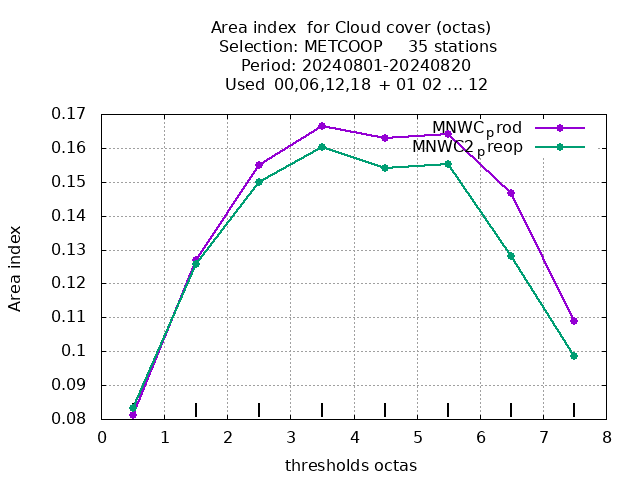 Area index  for Cloud cover (octas)
Selection: METCOOP     35 stations
Period: 20240801-20240820
Used  00,06,12,18 + 01 02 ... 12
MNWCprod
MNWC2preop
0.17
0.16
0.15
0.14
0.13
0.12
0.11
0.1
0.09
0.08
Area index
0 1 2 3 4 5 6 7 8
thresholds octas